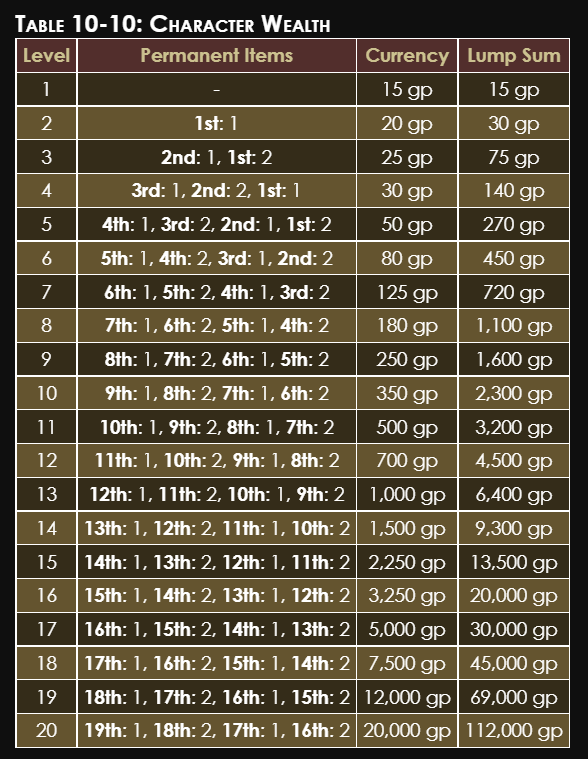 Table 10-10: Character Wealth
Level Permanent Items Currency Lump Sum
1 - 15 gp 15 gp
2 1st: 1 20 gp 30 gp
3 2nd: 1, 1st: 2 25 gp 75 gp
4 3rd: 1, 2nd: 2, 1st: 1 30 gp 140 gp
5 4th: 1, 3rd: 2, 2nd: 1, 1st: 2 50 gp 270 gp
6 5th: 1, 4th: 2, 3rd: 1, 2nd: 2 80 gp 450 gp
7 6th: 1, 5th: 2, 4th: 1, 3rd: 2 125 gp 720 gp
8 7th: 1, 6th: 2, 5th: 1, 4th: 2 180 gp 1,100 gp
9 8th: 1, 7th: 2, 6th: 1, 5th: 2 250 gp 1,600 gp
10 9th: 1, 8th: 2, 7th: 1, 6th: 2 350 gp 2,300 gp
11 10th: 1, 9th: 2, 8th: 1, 7th: 2 500 gp 3,200 gp
12 11th: 1, 10th: 2, 9th: 1, 8th: 2 700 gp 4,500 gp
13 12th: 1, 11th: 2, 10th: 1, 9th: 2 1,000 gp 6,400 gp
14 13th: 1, 12th: 2, 11th: 1, 10th: 2 1,500 gp 9,300 gp
15 14th: 1, 13th: 2, 12th: 1, 11th: 2 2,250 gp 13,500 gp
16 15th: 1, 14th: 2, 13th: 1, 12th: 2 3,250 gp 20,000 gp
17 16th: 1, 15th: 2, 14th: 1, 13th: 2 5,000 gp 30,000 gp
18 17th: 1, 16th: 2, 15th: 1, 14th: 2 7,500 gp 45,000 gp
19 18th: 1, 17th: 2, 16th: 1, 15th: 2 12,000 gp 69,000 gp
20 19th: 1, 18th: 2, 17th: 1, 16th: 2 20,000 gp 112,000 gp